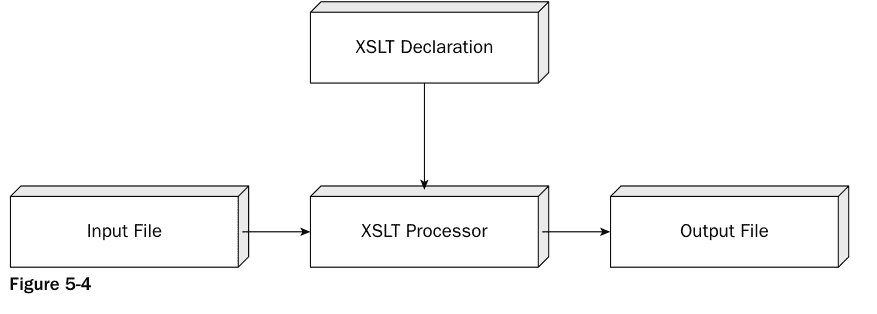 XSLT Declaration
Input File
XSLT Processor
Output File
Figure 5-4